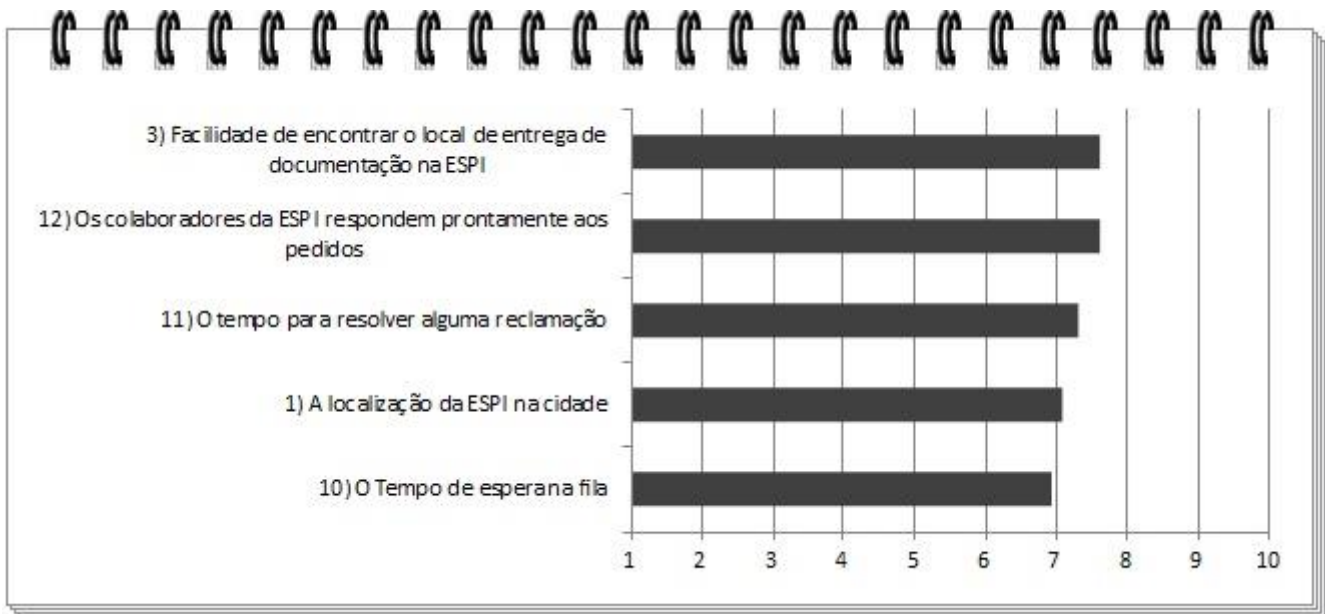 3) Facilidade de encontrar o local de entrega de
documentação na ESPI
12) Os colaboradores da ESPI respondem prontamente aos
pedidos
11) O tempo para resolver alguma reclamação
1) A localização da ESPI na cidade
10) O Tempo de espera na fila
1 2 3 4 5 6 7 8 9 10